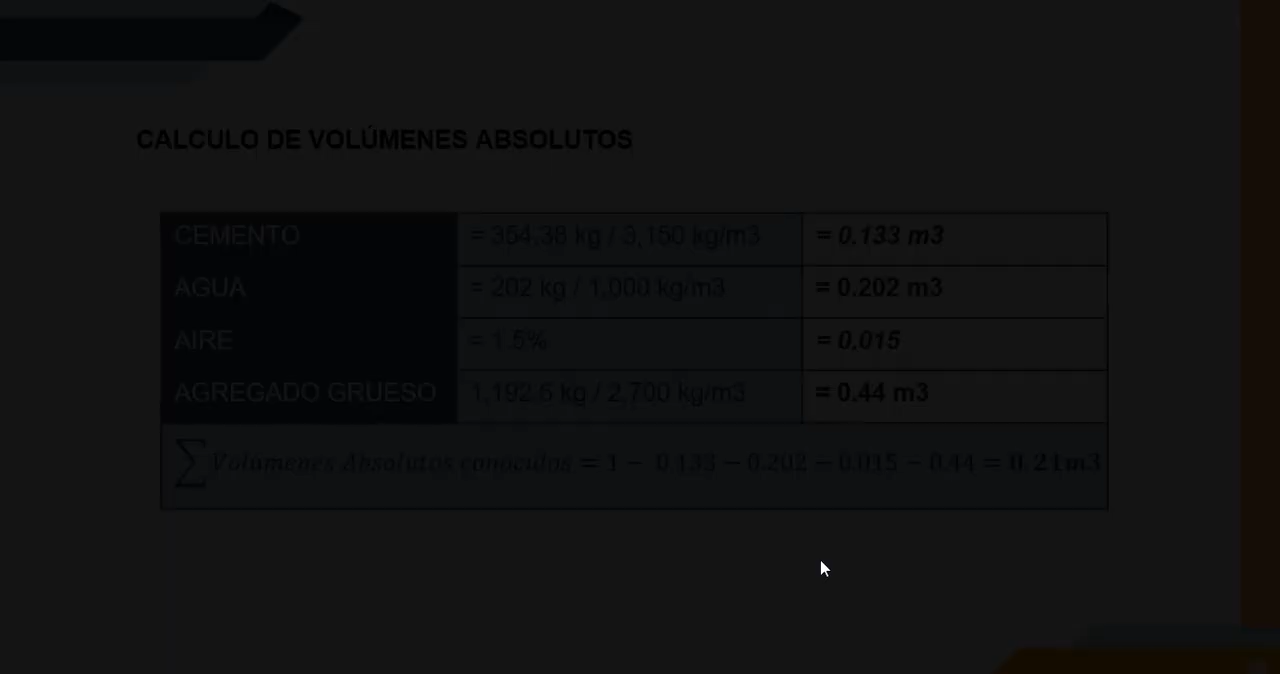 CALCULO DE VOLÚMENES ABSOLUTOS
CEMENTO = 354.38 kg / 3,150 kg/m3 = 0.133 m3
AGUA = 202 kg / 1,000 kg/m3 = 0.202 m3
AIRE = 1.5% = 0.015
AGREGADO GRUESO 1,192.6 kg / 2,700 kg/m3 = 0.44 m3
∑ Volúmenes Absolutos conocidos = 1 − 0.133 − 0.202 − 0.015 − 0.44 = 0.21m3